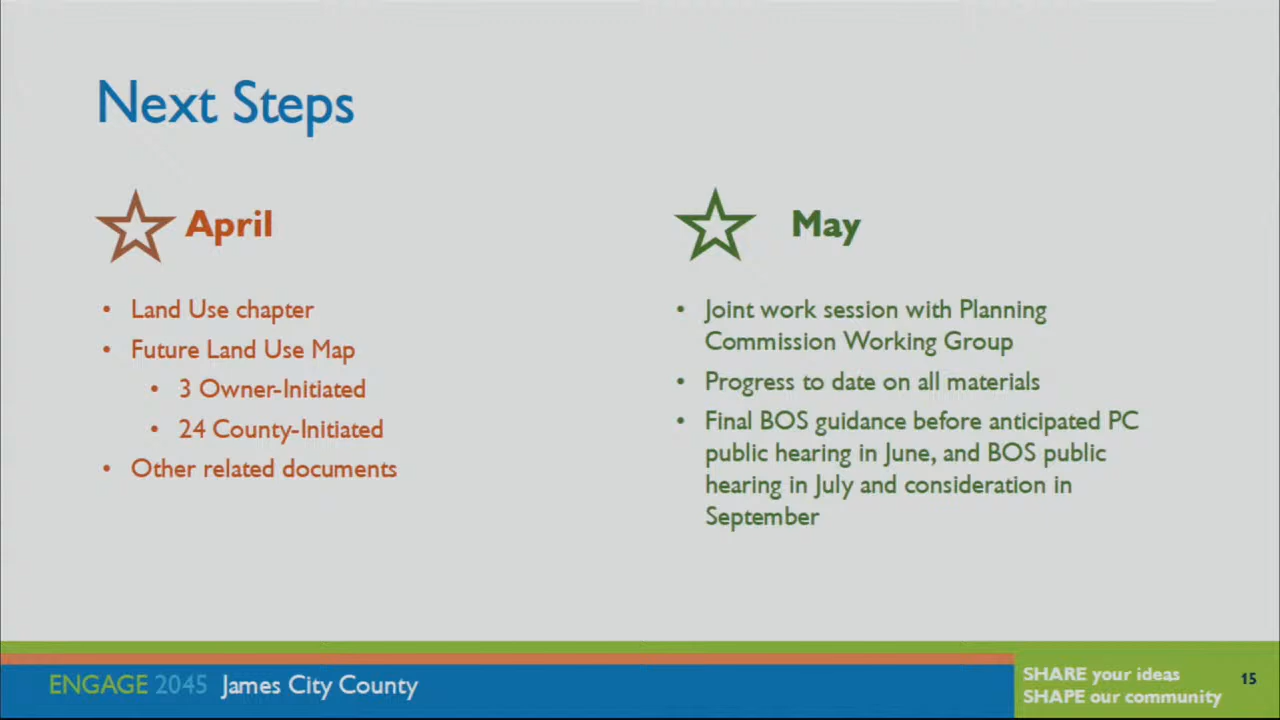 Next Steps
April
• Land Use chapter
• Future Land Use Map
• 3 Owner-Initiated
• 24 County-Initiated
• Other related documents
May
• Joint work session with Planning
Commission Working Group
• Progress to date on all materials
• Final BOS guidance before anticipated PC
public hearing in June, and BOS public
hearing in July and consideration in
September
ENGAGE 2045 James City County
SHARE your ideas
SHAPE our community
15